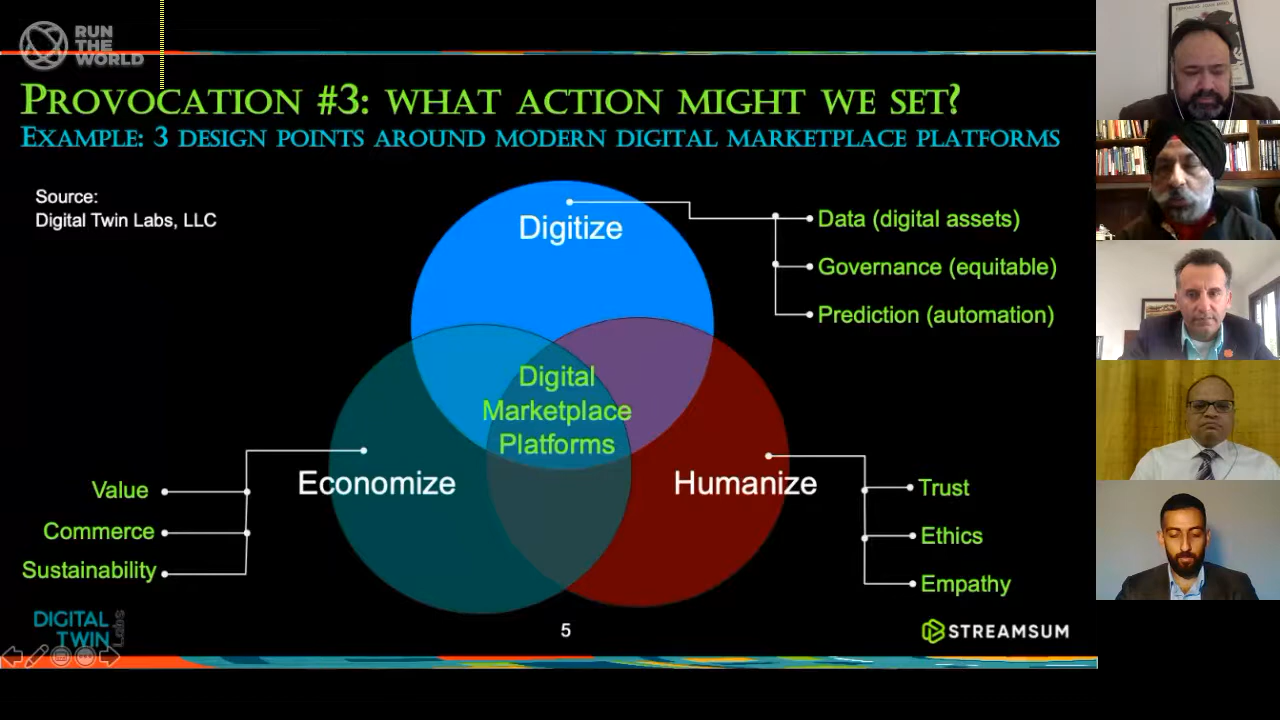 RUN
THE
WORLD
PROVOCATION #3: WHAT ACTION MIGHT WE SET?
EXAMPLE: 3 DESIGN POINTS AROUND MODERN DIGITAL MARKETPLACE PLATFORMS
Source:
Digital Twin Labs, LLC
Digitize
Data (digital assets)
Governance (equitable)
Prediction (automation)
Digital
Marketplace
Platforms
Economize
Humanize
Value
Commerce
Sustainability
Trust
Ethics
Empathy
DIGITAL
TWIN
Labs
5
STREAMSUM